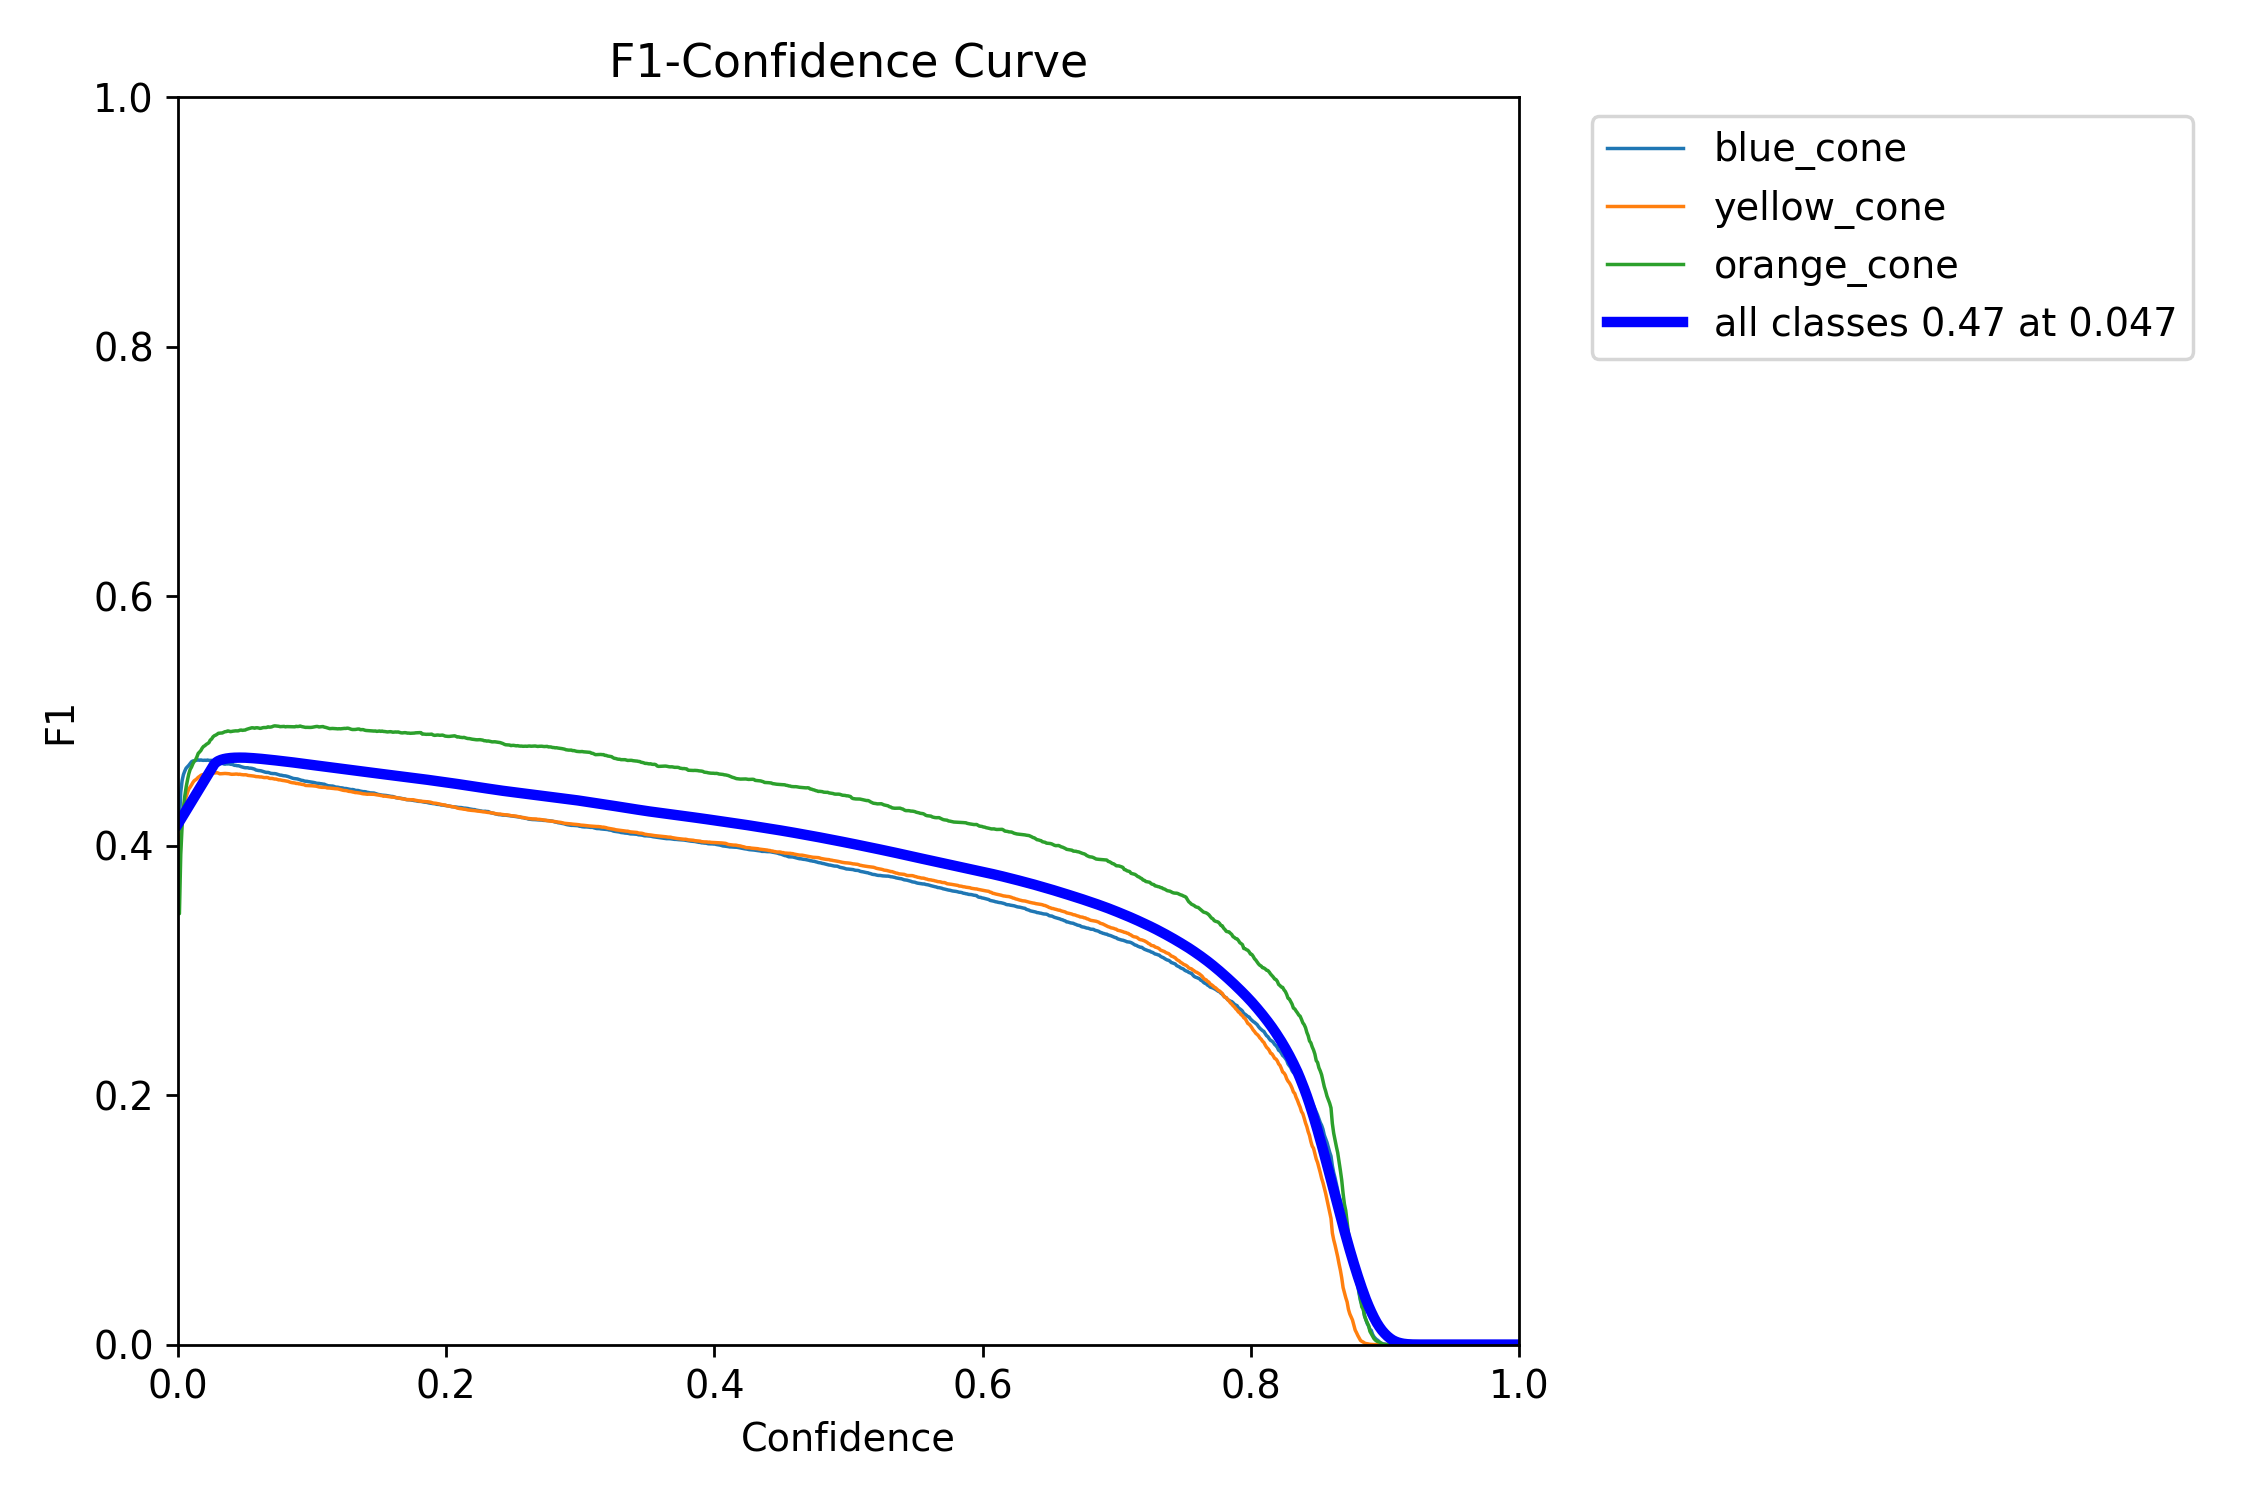 F1-Confidence Curve
1.0
0.8
0.6
0.4
0.2
0.0
F1
0.0 0.2 0.4 0.6 0.8 1.0
Confidence
blue_cone
yellow_cone
orange_cone
all classes 0.47 at 0.047